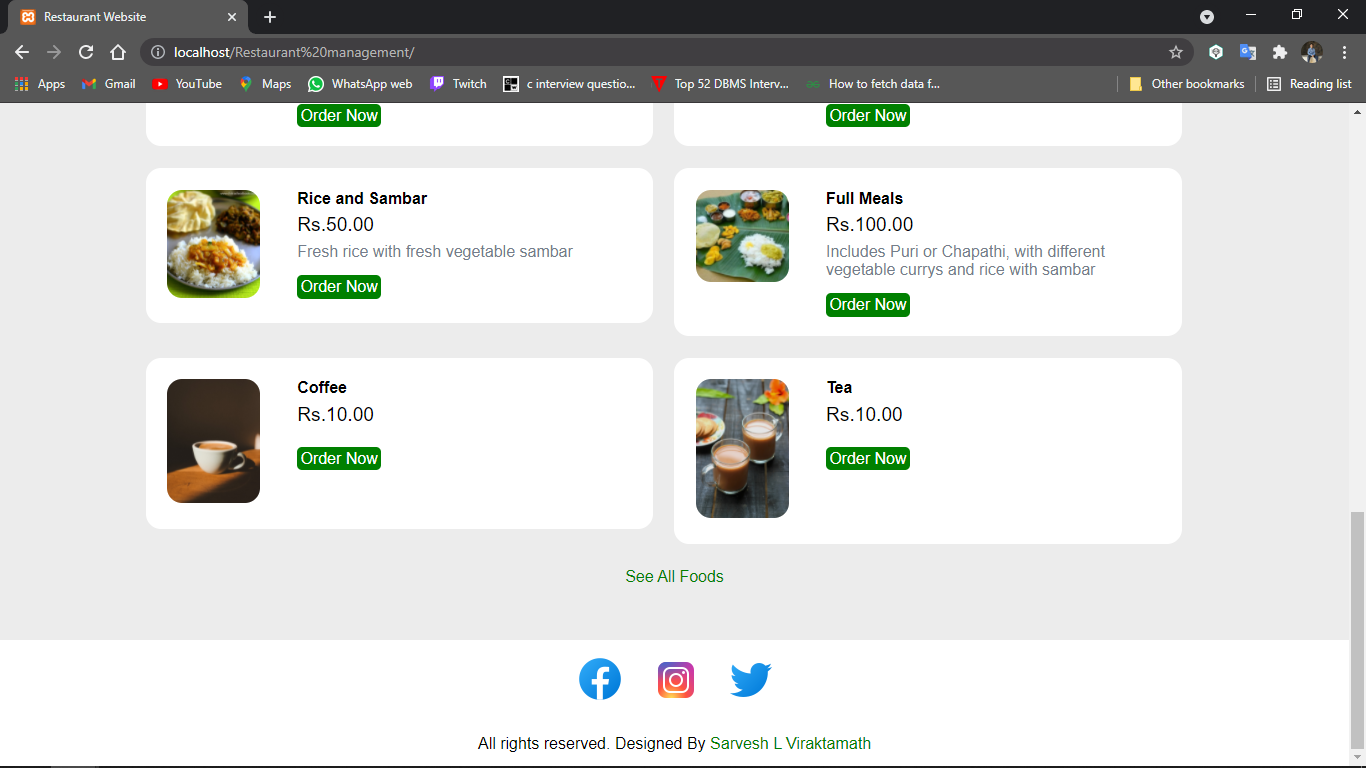 Restaurant Website
localhost/Restaurant%20management/
Apps Gmail YouTube Maps WhatsApp web Twitch c interview questio... Top 52 DBMS Interv... How to fetch data f... Other bookmarks Reading list
Order Now
Order Now
Rice and Sambar
Rs.50.00
Fresh rice with fresh vegetable sambar
Order Now
Full Meals
Rs.100.00
Includes Puri or Chapathi, with different
vegetable currys and rice with sambar
Order Now
Coffee
Rs.10.00
Order Now
Tea
Rs.10.00
Order Now
See All Foods
All rights reserved. Designed By Sarvesh L Viraktamath